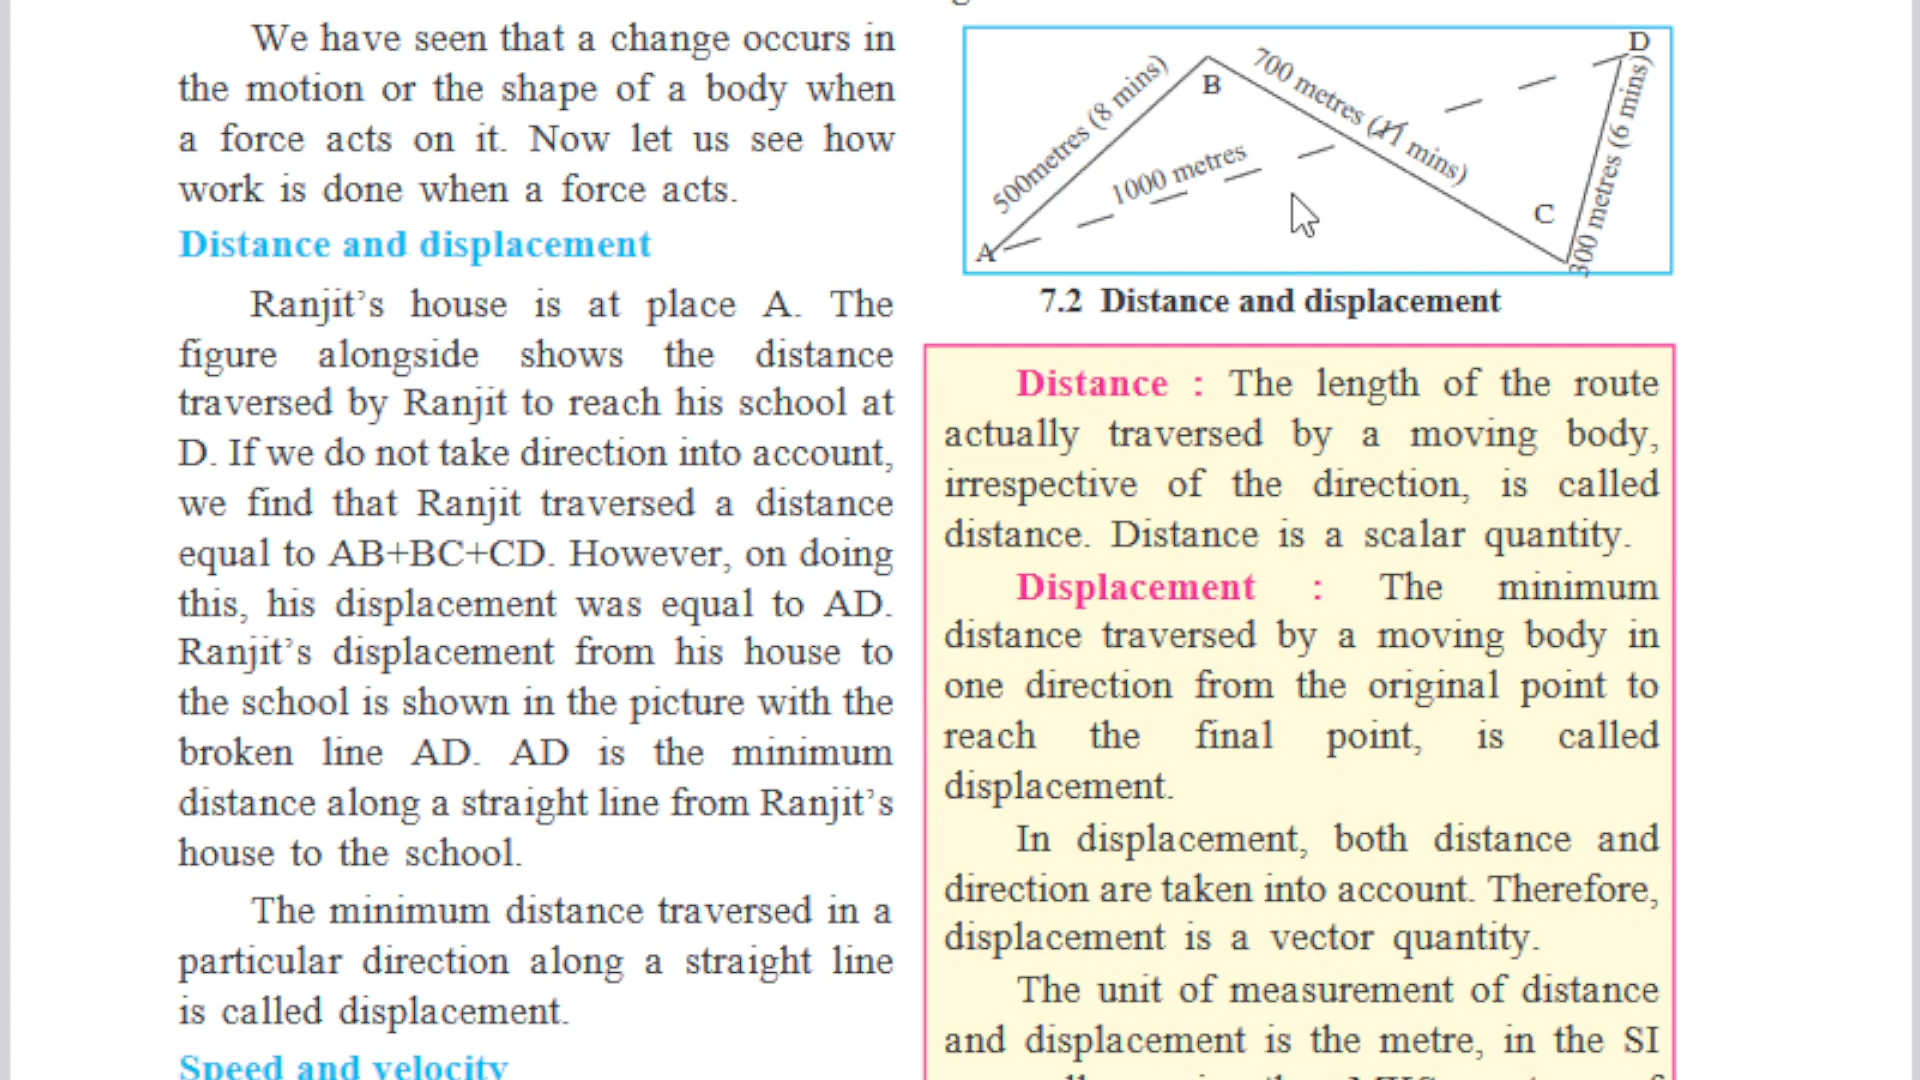 We have seen that a change occurs in
the motion or the shape of a body when
a force acts on it. Now let us see how
work is done when a force acts.
Distance and displacement
Ranjit’s house is at place A. The
figure alongside shows the distance
traversed by Ranjit to reach his school at
D. If we do not take direction into account,
we find that Ranjit traversed a distance
equal to AB+BC+CD. However, on doing
this, his displacement was equal to AD.
Ranjit’s displacement from his house to
the school is shown in the picture with the
broken line AD. AD is the minimum
distance along a straight line from Ranjit’s
house to the school.
The minimum distance traversed in a
particular direction along a straight line
is called displacement.
Speed and velocity
A
500metres (8 mins)
B
1000 metres
700 metres (11 mins)
C
300 metres (6 mins)
D
7.2 Distance and displacement
Distance : The length of the route
actually traversed by a moving body,
irrespective of the direction, is called
distance. Distance is a scalar quantity.
Displacement : The minimum
distance traversed by a moving body in
one direction from the original point to
reach the final point, is called
displacement.
In displacement, both distance and
direction are taken into account. Therefore,
displacement is a vector quantity.
The unit of measurement of distance
and displacement is the metre, in the SI